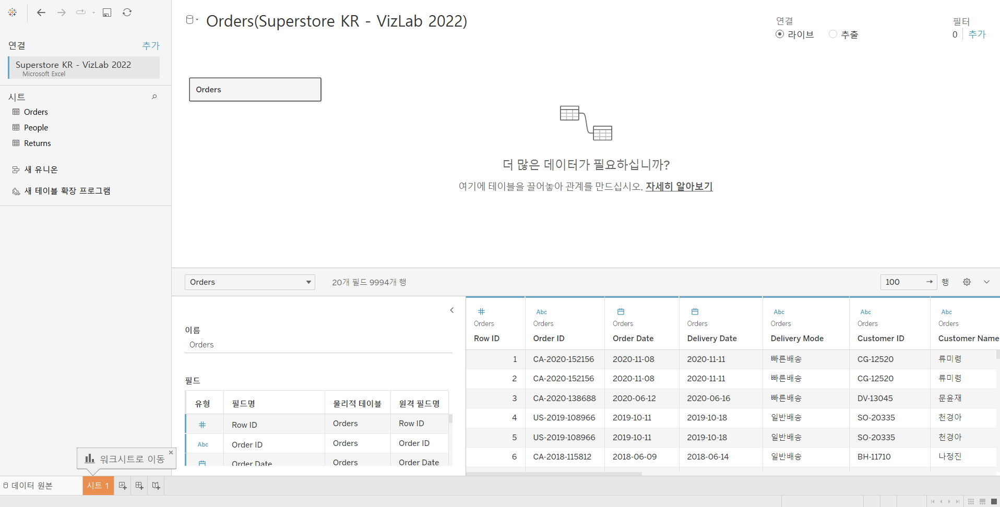 Orders(Superstore KR - VizLab 2022)
연결
라이브 추출
필터
0 추가
연결 추가
Superstore KR - VizLab 2022
Microsoft Excel
시트
Orders
People
Returns
새 유니온
새 테이블 확장 프로그램
Orders
더 많은 데이터가 필요하십니까?
여기에 테이블을 끌어놓아 관계를 만드십시오. 자세히 알아보기
Orders 20개 필드 9994개 행 100 행
이름
Orders
필드
유형 필드명 물리적 테이블 원격 필드명
Row ID Orders Row ID
Abc Order ID Orders Order ID
Order Date Orders Order Date
Abc Abc Abc Abc
Orders Orders Orders Orders Orders Orders Orders
Row ID Order ID Order Date Delivery Date Delivery Mode Customer ID Customer Name
1 CA-2020-152156 2020-11-08 2020-11-11 빠른배송 CG-12520 류미령
2 CA-2020-152156 2020-11-08 2020-11-11 빠른배송 CG-12520 류미령
3 CA-2020-138688 2020-06-12 2020-06-16 빠른배송 DV-13045 문윤재
4 US-2019-108966 2019-10-11 2019-10-18 일반배송 SO-20335 천경아
5 US-2019-108966 2019-10-11 2019-10-18 일반배송 SO-20335 천경아
6 CA-2018-115812 2018-06-09 2018-06-14 일반배송 BH-11710 나정진
워크시트로 이동
데이터 원본 시트 1